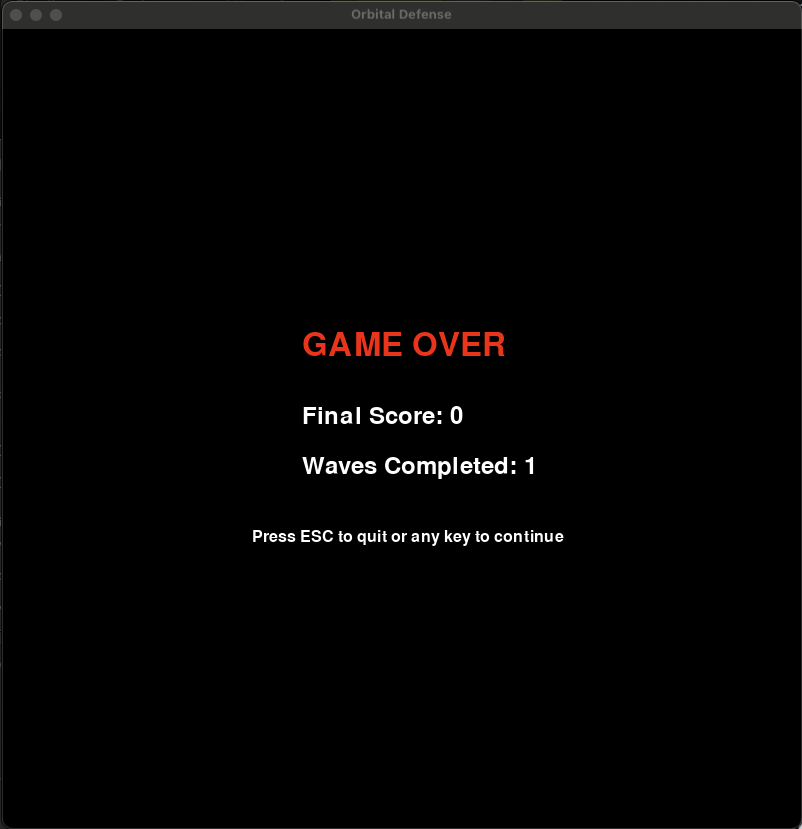 Orbital Defense
GAME OVER
Final Score: 0
Waves Completed: 1
Press ESC to quit or any key to continue